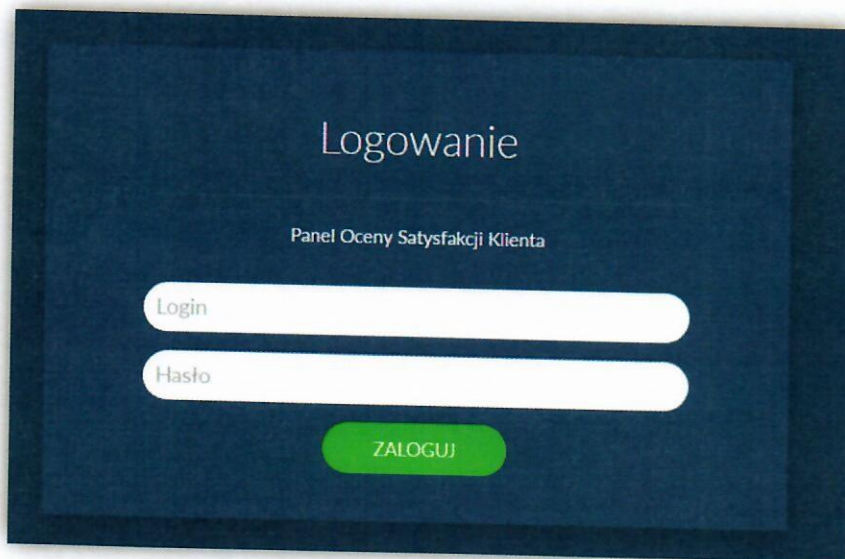 Logowanie
Panel Oceny Satysfakcji Klienta
Login
Hasło
ZALOGUJ